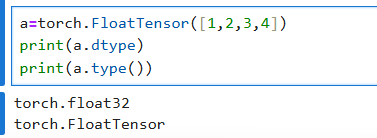 a=torch.FloatTensor([1,2,3,4])
print(a.dtype)
print(a.type())
torch.float32
torch.FloatTensor